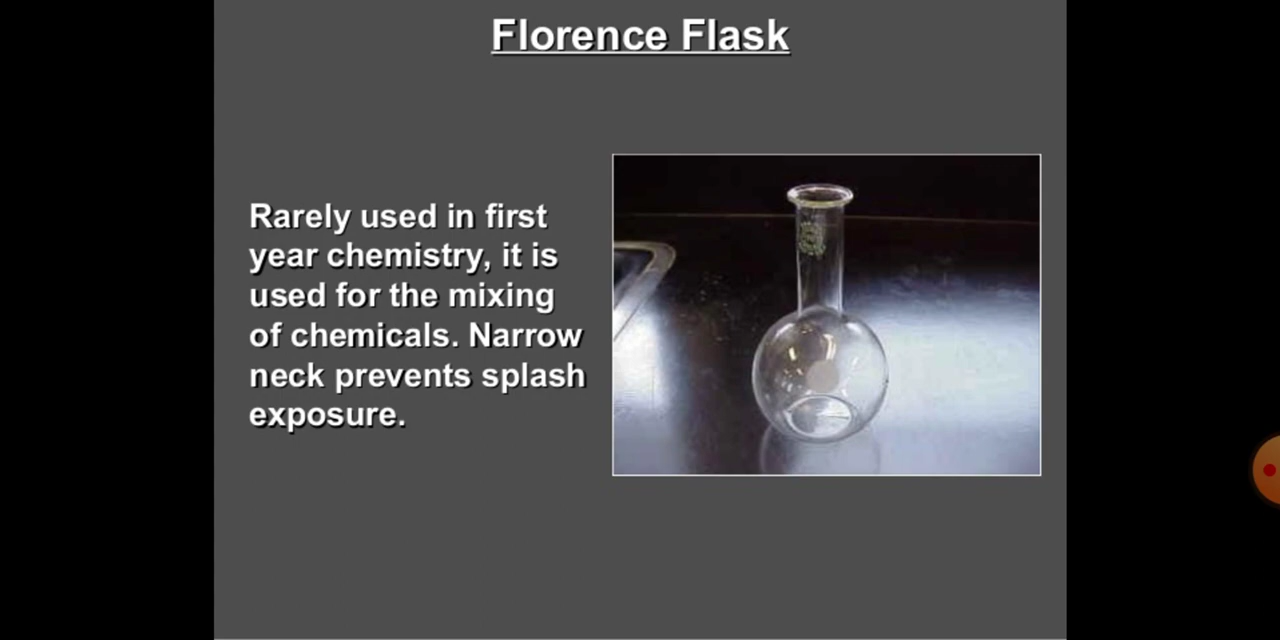 Florence Flask
Rarely used in first
year chemistry, it is
used for the mixing
of chemicals. Narrow
neck prevents splash
exposure.